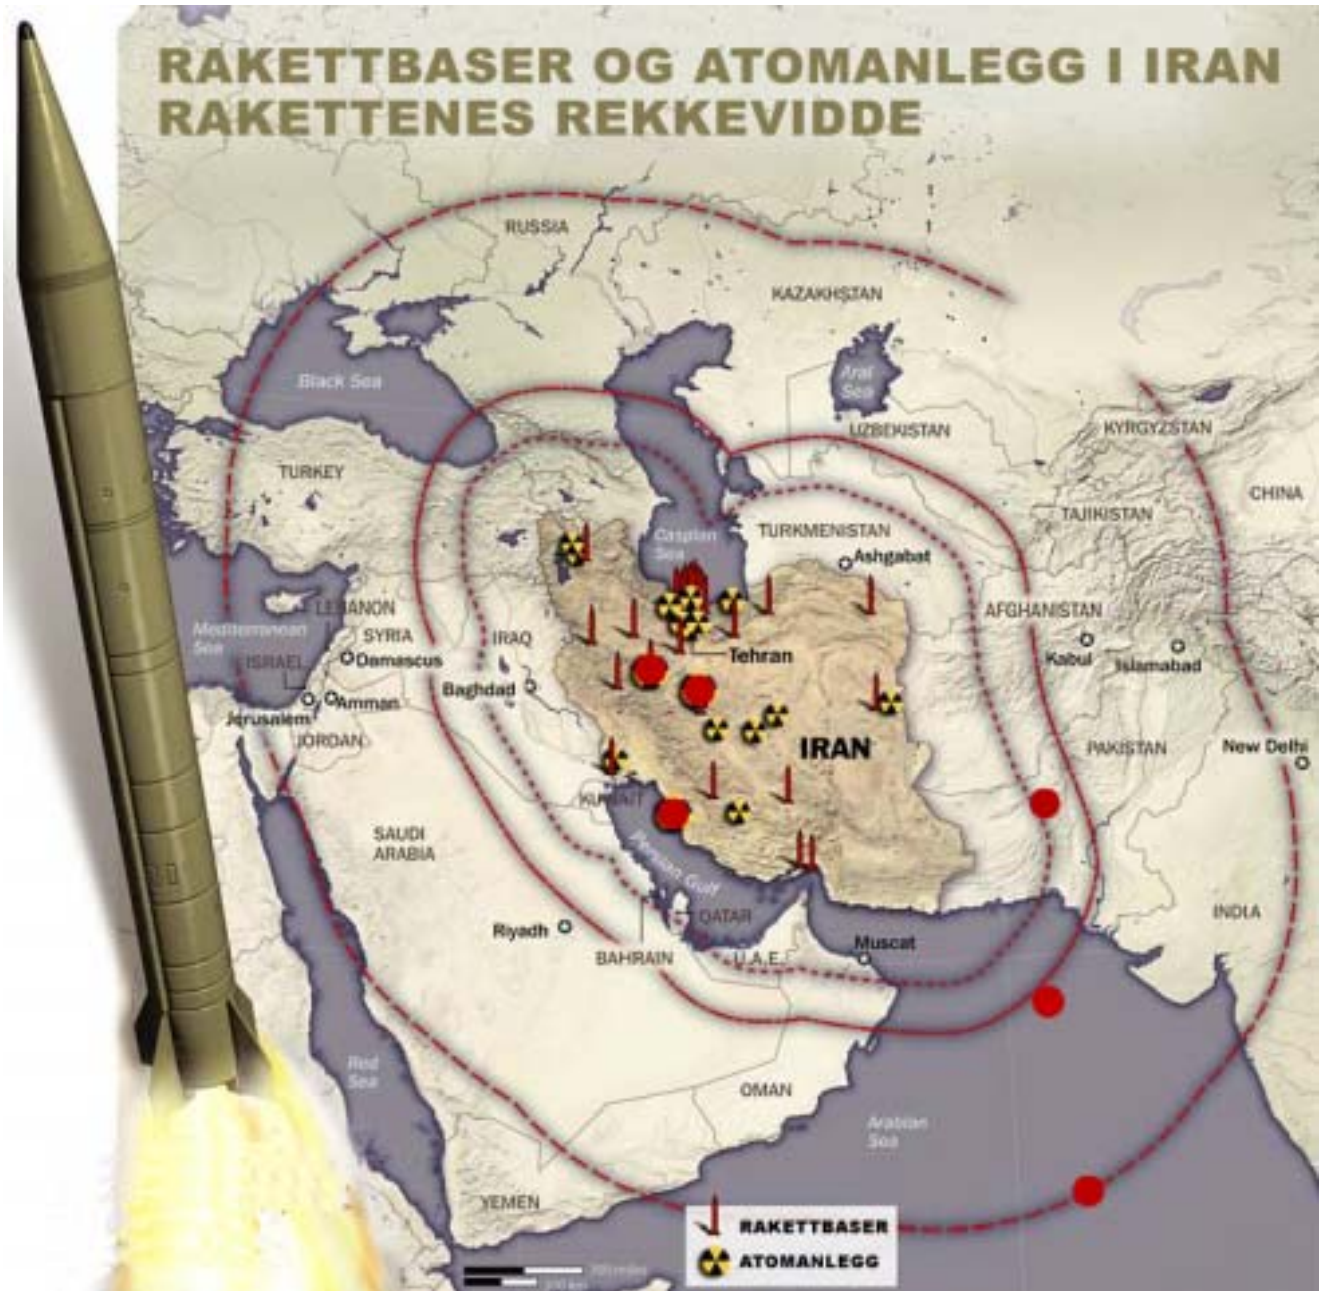 RAKETTBASER OG ATOMANLEGG I IRAN
RAKETTENES REKKEVIDDE
RUSSIA
KAZAKHSTAN
Black Sea
Aral
Sea
UZBEKISTAN
KYRGYZSTAN
TURKEY
CHINA
TAJIKISTAN
Caspian
Sea
TURKMENISTAN
Ashgabat
LEBANON
AFGHANISTAN
Mediterranean
Sea
SYRIA
IRAQ
Kabul
Islamabad
ISRAEL
Damascus
Tehran
Baghdad
Amman
Jerusalem
JORDAN
IRAN
PAKISTAN
New Delhi
KUWAIT
SAUDI
ARABIA
Persian Gulf
QATAR
INDIA
Riyadh
BAHRAIN
U.A.E.
Muscat
Red
Sea
OMAN
Arabian
Sea
YEMEN
RAKETTBASER
ATOMANLEGG